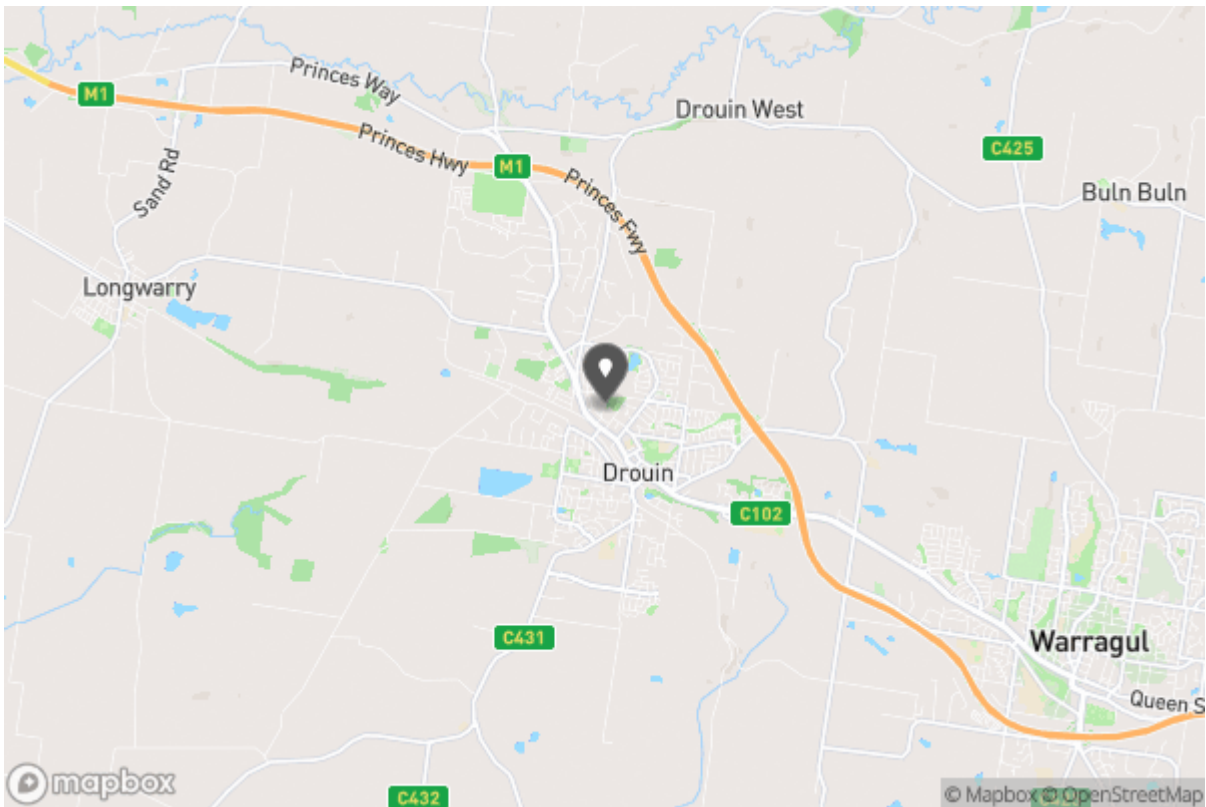 Princes Way
Drouin West
M1
C425
Princes Hwy
M1
Sand Rd
Princes Fwy
Buln Buln
Longwarry
Drouin
C102
C431
Warragul
Queen S
mapbox
C432
© Mapbox © OpenStreetMap